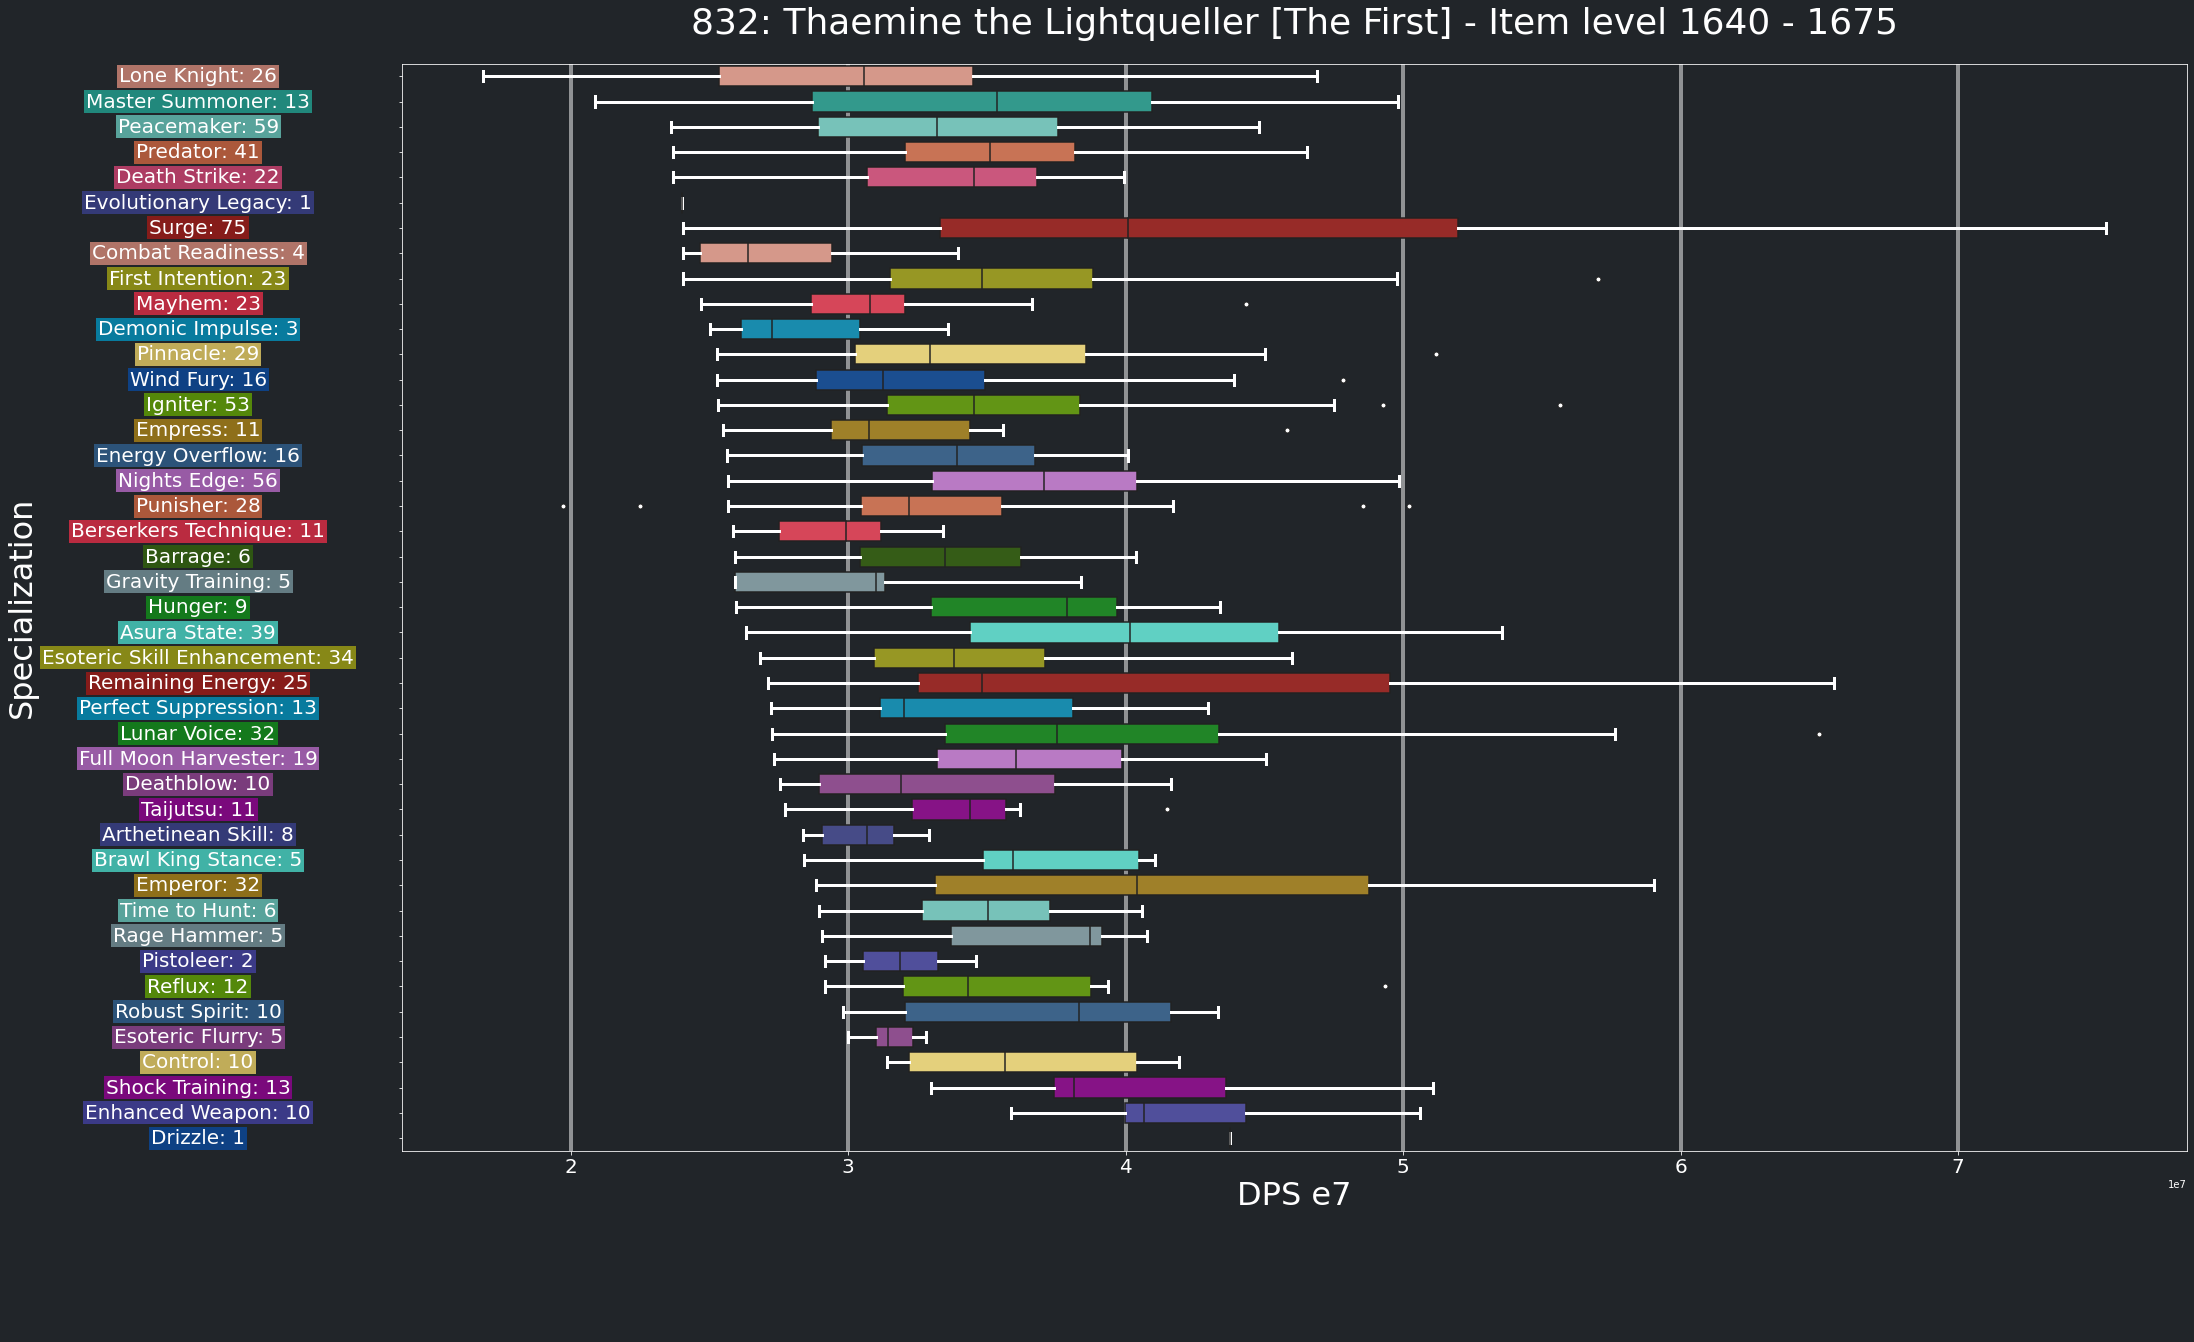 832: Thaemine the Lightqueller [The First] - Item level 1640 - 1675
Specialization
Lone Knight: 26
Master Summoner: 13
Peacemaker: 59
Predator: 41
Death Strike: 22
Evolutionary Legacy: 1
Surge: 75
Combat Readiness: 4
First Intention: 23
Mayhem: 23
Demonic Impulse: 3
Pinnacle: 29
Wind Fury: 16
Igniter: 53
Empress: 11
Energy Overflow: 16
Nights Edge: 56
Punisher: 28
Berserkers Technique: 11
Barrage: 6
Gravity Training: 5
Hunger: 9
Asura State: 39
Esoteric Skill Enhancement: 34
Remaining Energy: 25
Perfect Suppression: 13
Lunar Voice: 32
Full Moon Harvester: 19
Deathblow: 10
Taijutsu: 11
Arthetinean Skill: 8
Brawl King Stance: 5
Emperor: 32
Time to Hunt: 6
Rage Hammer: 5
Pistoleer: 2
Reflux: 12
Robust Spirit: 10
Esoteric Flurry: 5
Control: 10
Shock Training: 13
Enhanced Weapon: 10
Drizzle: 1
2 3 4 5 6 7
1e7
DPS e7